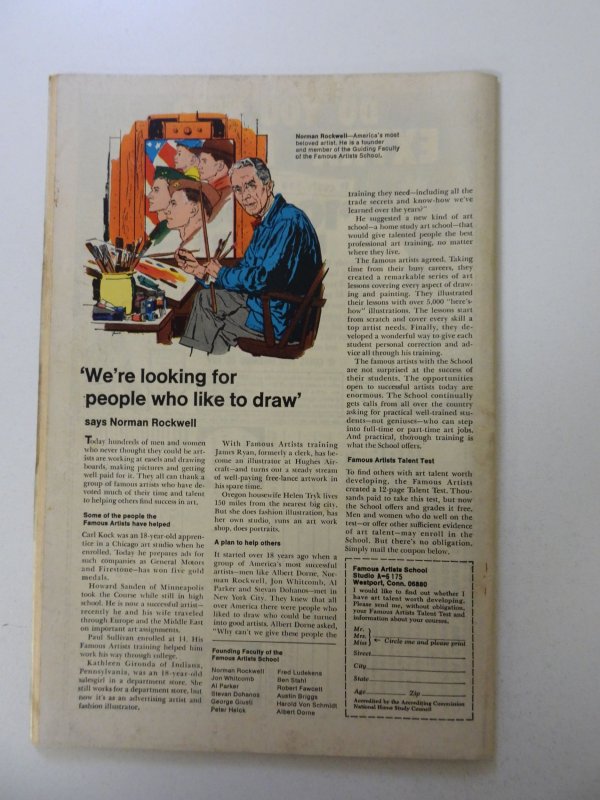 Norman Rockwell—America's most
beloved artist. He is a founder
and member of the Guiding Faculty
of the Famous Artists School.
'We're looking for
people who like to draw'
says Norman Rockwell
Today hundreds of men and women
who never thought they could be art-
ists are working at easels and drawing
boards, making pictures and getting
well paid for it. They all can thank a
group of famous artists who have de-
voted much of their time and talent
to helping others find success in art.
Some of the people the
Famous Artists have helped
Carl Kock was an 18-year-old appren-
tice in a Chicago art studio when he
enrolled. Today he prepares ads for
such companies as General Motors
and Firestone—has won five gold
medals.
Howard Sanden of Minneapolis
took the Course while still in high
school. He is now a successful artist—
recently he and his wife traveled
through Europe and the Middle East
on important art assignments.
Paul Sullivan enrolled at 14. His
Famous Artists training helped him
work his way through college.
Kathleen Gironda of Indiana,
Pennsylvania, was an 18-year-old
salesgirl in a department store. She
still works for a department store, but
now it's as an advertising artist and
fashion illustrator.
With Famous Artists training
James Ryan, formerly a clerk, has be-
come an illustrator at Hughes Air-
craft—and turns out a steady stream
of well-paying free-lance artwork in
his spare time.
Oregon housewife Helen Tryk lives
150 miles from the nearest big city.
But she does fashion illustration, has
her own studio, runs an art work
shop, does portraits.
A plan to help others
It started over 18 years ago when a
group of America's most successful
artists—men like Albert Dorne, Nor-
man Rockwell, Jon Whitcomb, Al
Parker and Stevan Dohanos—met in
New York City. They knew that all
over America there were people who
liked to draw who could be turned
into good artists. Albert Dorne asked,
"Why can't we give these people the
Founding Faculty of the
Famous Artists School
Norman Rockwell
Jon Whitcomb
Al Parker
Stevan Dohanos
George Giusti
Peter Helck
Fred Ludekens
Ben Stahl
Robert Fawcett
Austin Briggs
Harold Von Schmidt
Albert Dorne
training they need—including all the
trade secrets and know-how we've
learned over the years?"
He suggested a new kind of art
school—a home study art school—that
would give talented people the best
professional art training, no matter
where they live.
The famous artists agreed. Taking
time from their busy careers, they
created a remarkable series of art
lessons covering every aspect of draw-
ing and painting. They illustrated
their lessons with over 5,000 "here's-
how" illustrations. The lessons start
from scratch and cover every skill a
top artist needs. Finally, they de-
veloped a wonderful way to give each
student personal correction and ad-
vice all through his training.
The famous artists with the School
are not surprised at the success of
their students. The opportunities
open to successful artists today are
enormous. The School continually
gets calls from all over the country
asking for practical well-trained stu-
dents—not geniuses—who can step
into full-time or part-time art jobs.
And practical, thorough training is
what the School offers.
Famous Artists Talent Test
To find others with art talent worth
developing, the Famous Artists
created a 12-page Talent Test. Thou-
sands paid to take this test, but now
the School offers and grades it free.
Men and women who do well on the
test—or offer other sufficient evidence
of art talent—may enroll in the
School. But there's no obligation.
Simply mail the coupon below.
Famous Artists School
Studio A-6175
Westport, Conn. 06880
I would like to find out whether I
have art talent worth developing.
Please send me, without obligation,
your Famous Artists Talent Test and
information about your courses.
Mr.
Mrs.
Miss
Circle one and please print
Street
City
State
Age Zip
Accredited by the Accrediting Commission
National Home Study Council